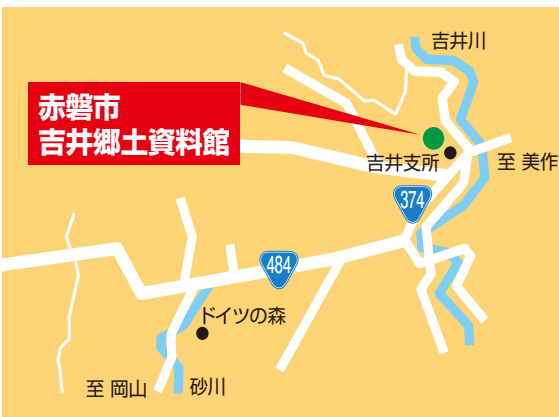 吉井川
赤磐市
吉井郷土資料館
吉井支所
至 美作
374
484
ドイツの森
至 岡山
砂川